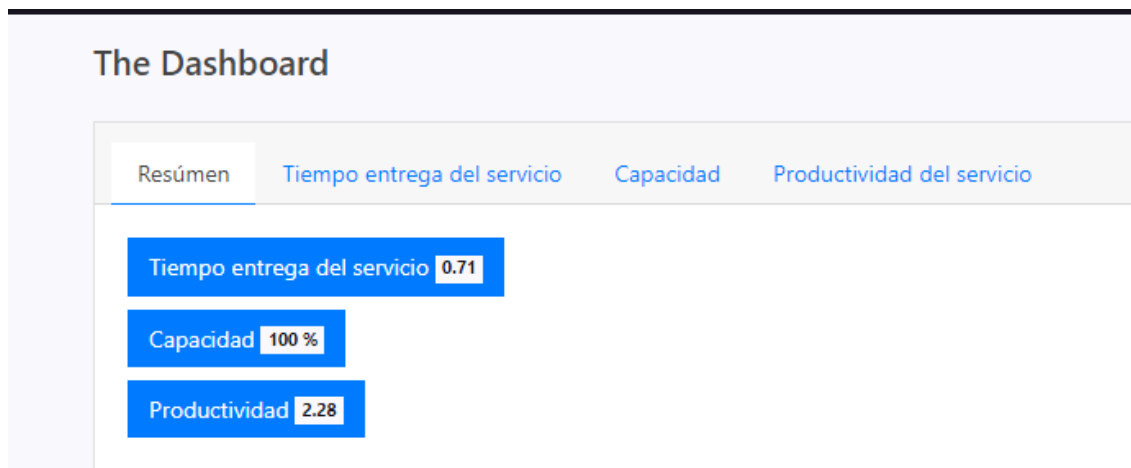 The Dashboard
Resúmen Tiempo entrega del servicio Capacidad Productividad del servicio
Tiempo entrega del servicio 0.71
Capacidad 100 %
Productividad 2.28